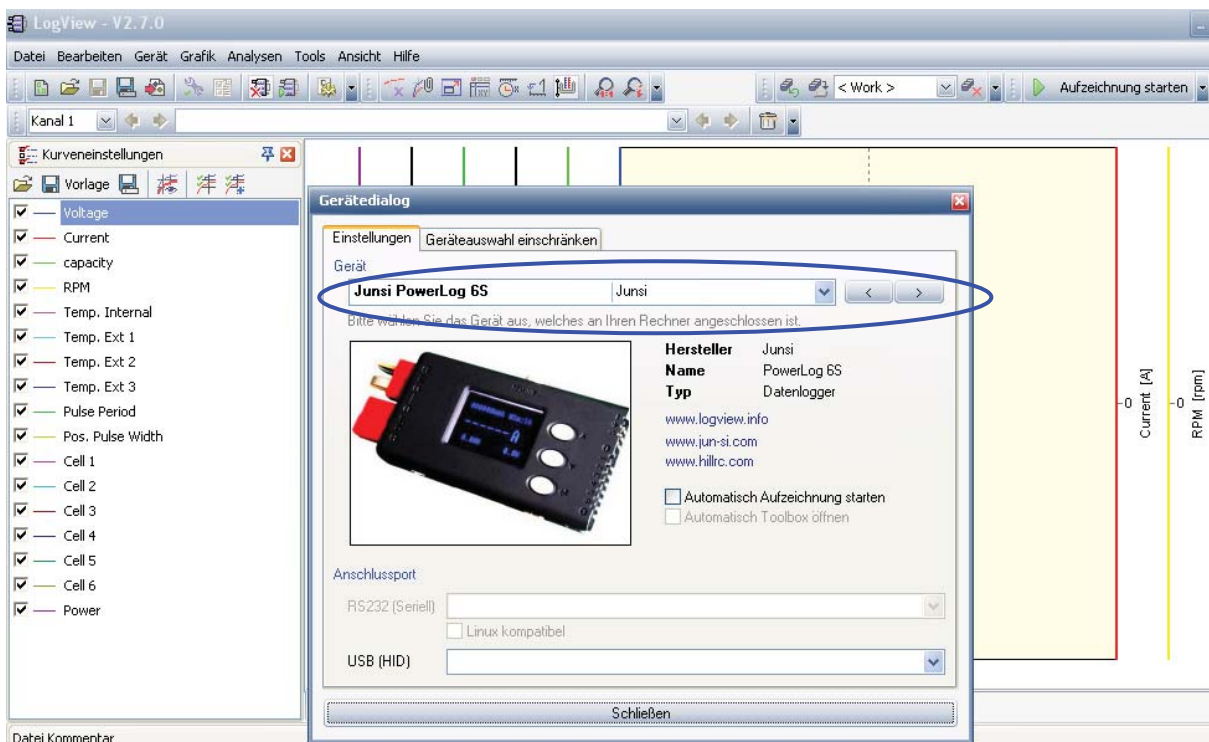 LogView - V2.7.0
Datei Bearbeiten Gerät Grafik Analysen Tools Ansicht Hilfe
< Work > Aufzeichnung starten
Kanal 1
Kurveneinstellungen
Vorlage
Voltage
Current
capacity
RPM
Temp. Internal
Temp. Ext 1
Temp. Ext 2
Temp. Ext 3
Pulse Period
Pos. Pulse Width
Cell 1
Cell 2
Cell 3
Cell 4
Cell 5
Cell 6
Power
Datei Kommentar
Gerätedialog
Einstellungen Geräteauswahl einschränken
Gerät
Junsi PowerLog 6S Junsi < >
Bitte wählen Sie das Gerät aus, welches an Ihren Rechner angeschlossen ist.
Hersteller Junsi
Name PowerLog 6S
Typ Datenlogger
www.logview.info
www.jun-si.com
www.hillrc.com
Automatisch Aufzeichnung starten
Automatisch Toolbox öffnen
Anschlussport
RS232 (Seriell)
Linux kompatibel
USB (HID)
Schließen
0
Current [A]
0
RPM [rpm]